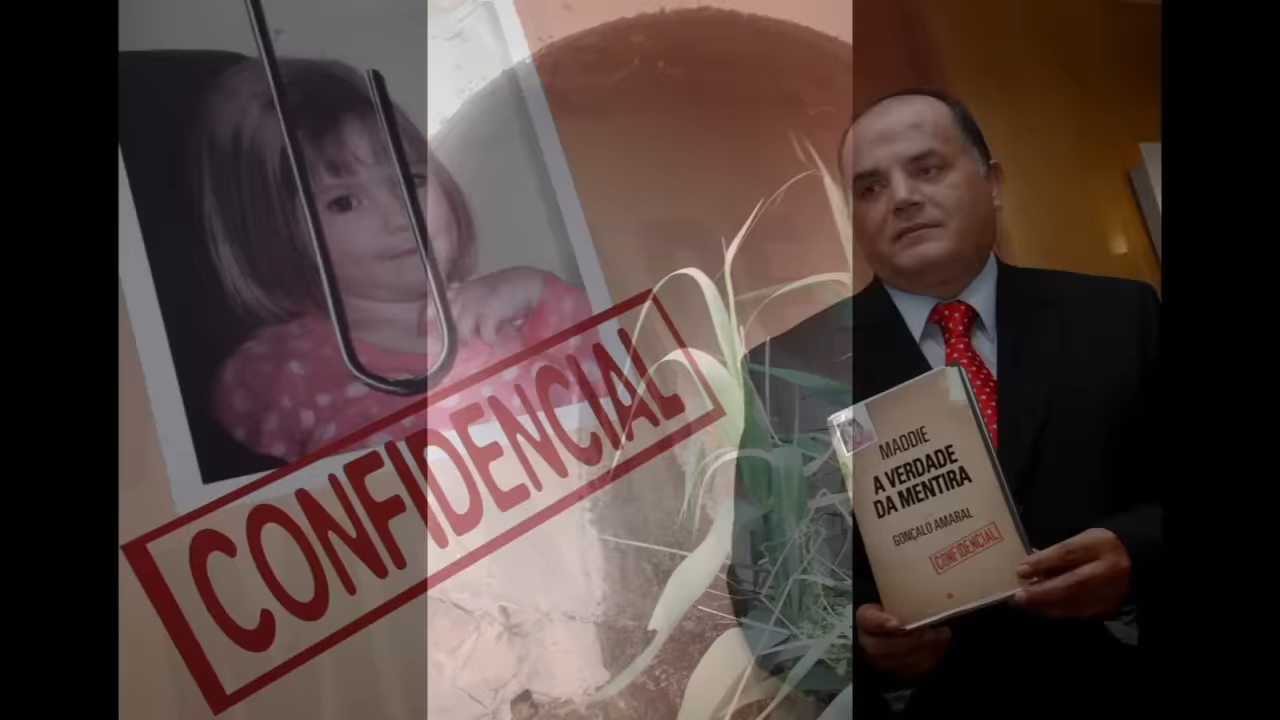 CONFIDENCIAL
MADDIE
A VERDADE
DA MENTIRA
GONÇALO AMARAL
CONFIDENCIAL